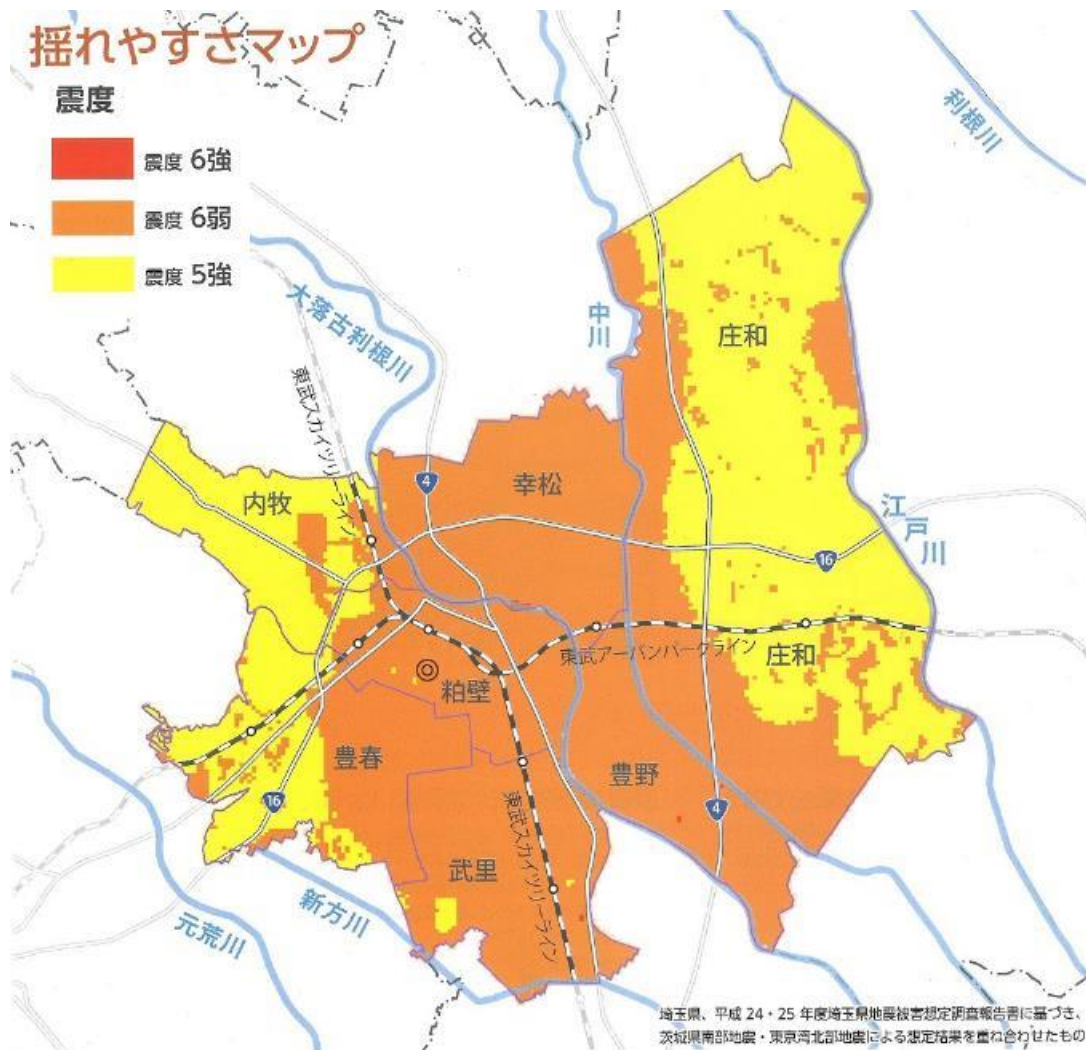 揺れやすさマップ
震度
震度 6強
震度 6弱
震度 5強
利根川
大落古利根川
中川
庄和
東武スカイツリーライン
4
幸松
内牧
江戸川
16
東武アーバンパークライン
庄和
粕壁
豊春
豊野
16
4
東武スカイツリーライン
武里
新方川
元荒川
埼玉県、平成 24・25 年度埼玉県地震被害想定調査報告書に基づき、
茨城県南部地震・東京湾北部地震による想定結果を重ね合わせたもの